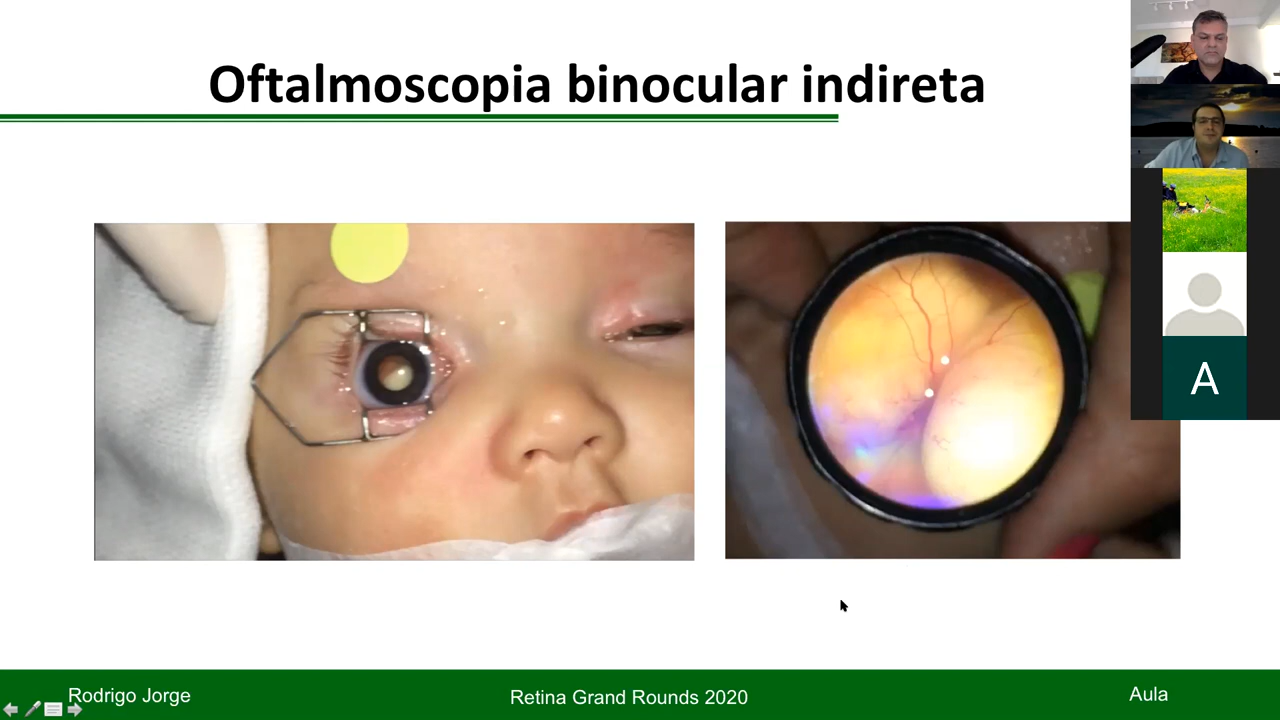 Oftalmoscopia binocular indireta
A
Rodrigo Jorge
Retina Grand Rounds 2020
Aula